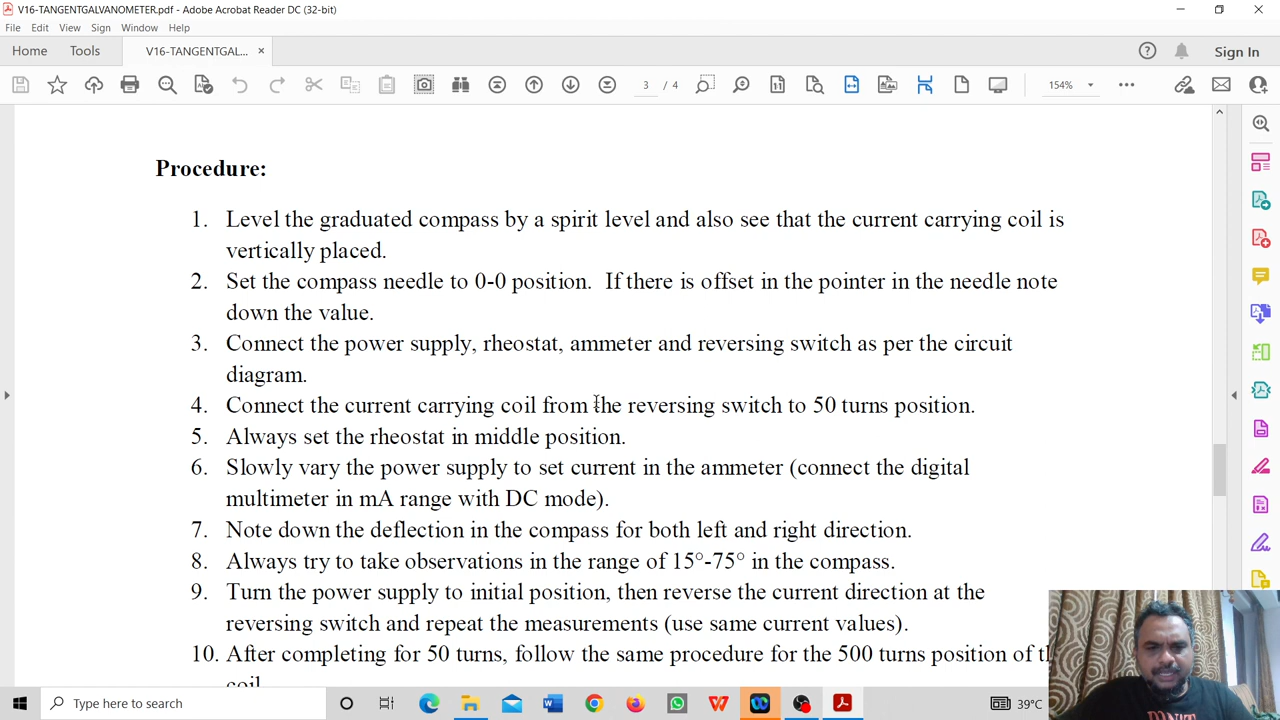 V16-TANGENTGALVANOMETER.pdf - Adobe Acrobat Reader DC (32-bit)
File Edit View Sign Window Help
Home Tools V16-TANGENTGAL... × Sign In
3 / 4 154%
Procedure:
1. Level the graduated compass by a spirit level and also see that the current carrying coil is
vertically placed.
2. Set the compass needle to 0-0 position. If there is offset in the pointer in the needle note
down the value.
3. Connect the power supply, rheostat, ammeter and reversing switch as per the circuit
diagram.
4. Connect the current carrying coil from the reversing switch to 50 turns position.
5. Always set the rheostat in middle position.
6. Slowly vary the power supply to set current in the ammeter (connect the digital
multimeter in mA range with DC mode).
7. Note down the deflection in the compass for both left and right direction.
8. Always try to take observations in the range of 15°-75° in the compass.
9. Turn the power supply to initial position, then reverse the current direction at the
reversing switch and repeat the measurements (use same current values).
10. After completing for 50 turns, follow the same procedure for the 500 turns position of
coil
Type here to search 39°C